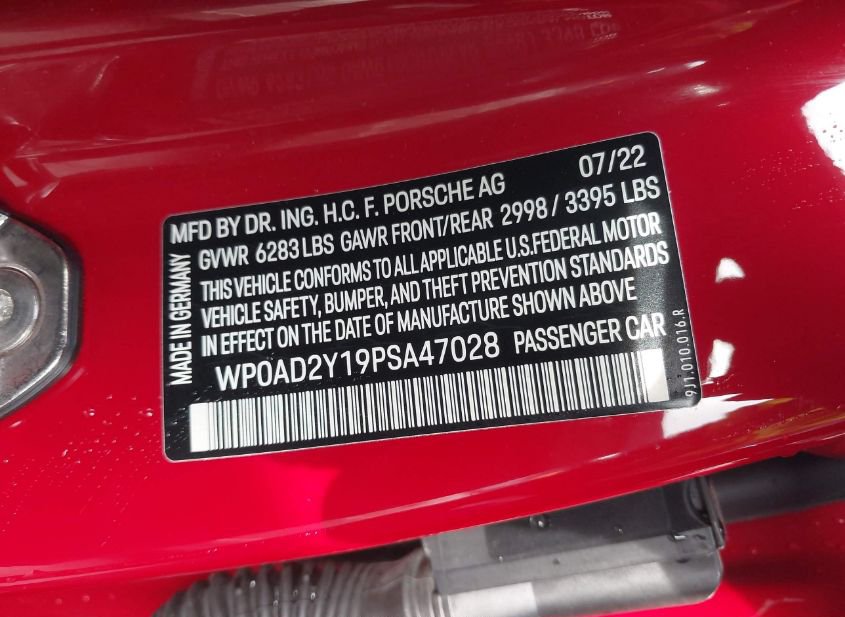 07/22
MFD BY DR. ING. H.C. F. PORSCHE AG
GVWR 6283 LBS GAWR FRONT/REAR 2998 / 3395 LBS
THIS VEHICLE CONFORMS TO ALL APPLICABLE U.S.FEDERAL MOTOR
VEHICLE SAFETY, BUMPER, AND THEFT PREVENTION STANDARDS
IN EFFECT ON THE DATE OF MANUFACTURE SHOWN ABOVE
WP0AD2Y19PSA47028 PASSENGER CAR
MADE IN GERMANY
9J1.010.016.R